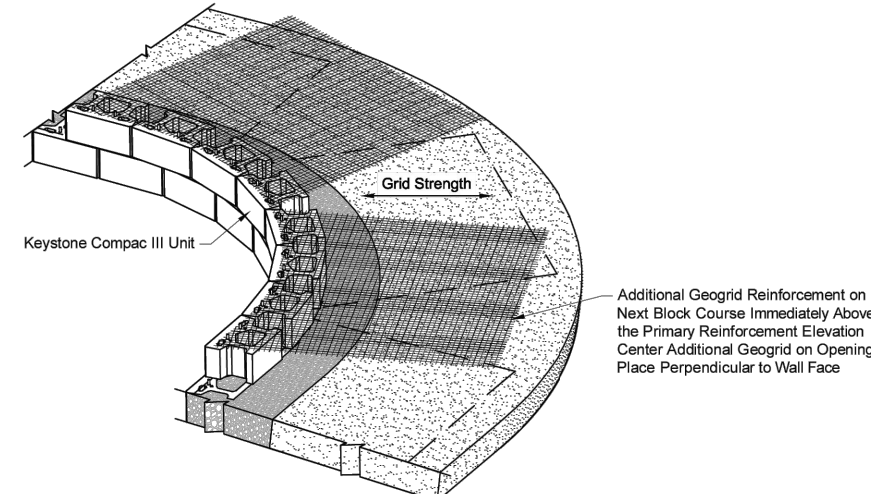 Grid Strength
Keystone Compac III Unit
Additional Geogrid Reinforcement on
Next Block Course Immediately Above
the Primary Reinforcement Elevation
Center Additional Geogrid on Opening
Place Perpendicular to Wall Face